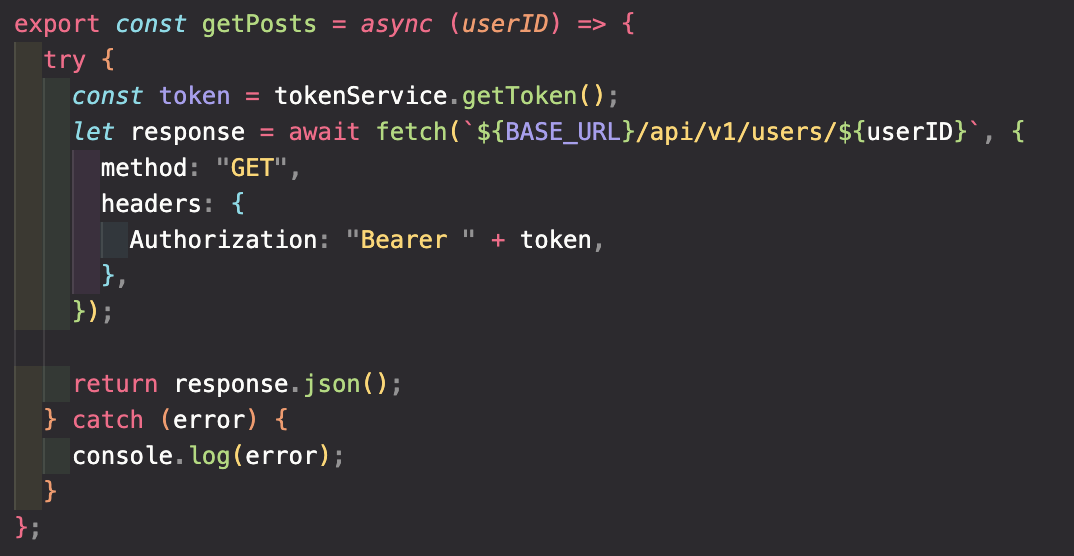 export const getPosts = async (userID) => {
  try {
    const token = tokenService.getToken();
    let response = await fetch(`${BASE_URL}/api/v1/users/${userID}`, {
      method: "GET",
      headers: {
        Authorization: "Bearer " + token,
      },
    });

    return response.json();
  } catch (error) {
    console.log(error);
  }
};